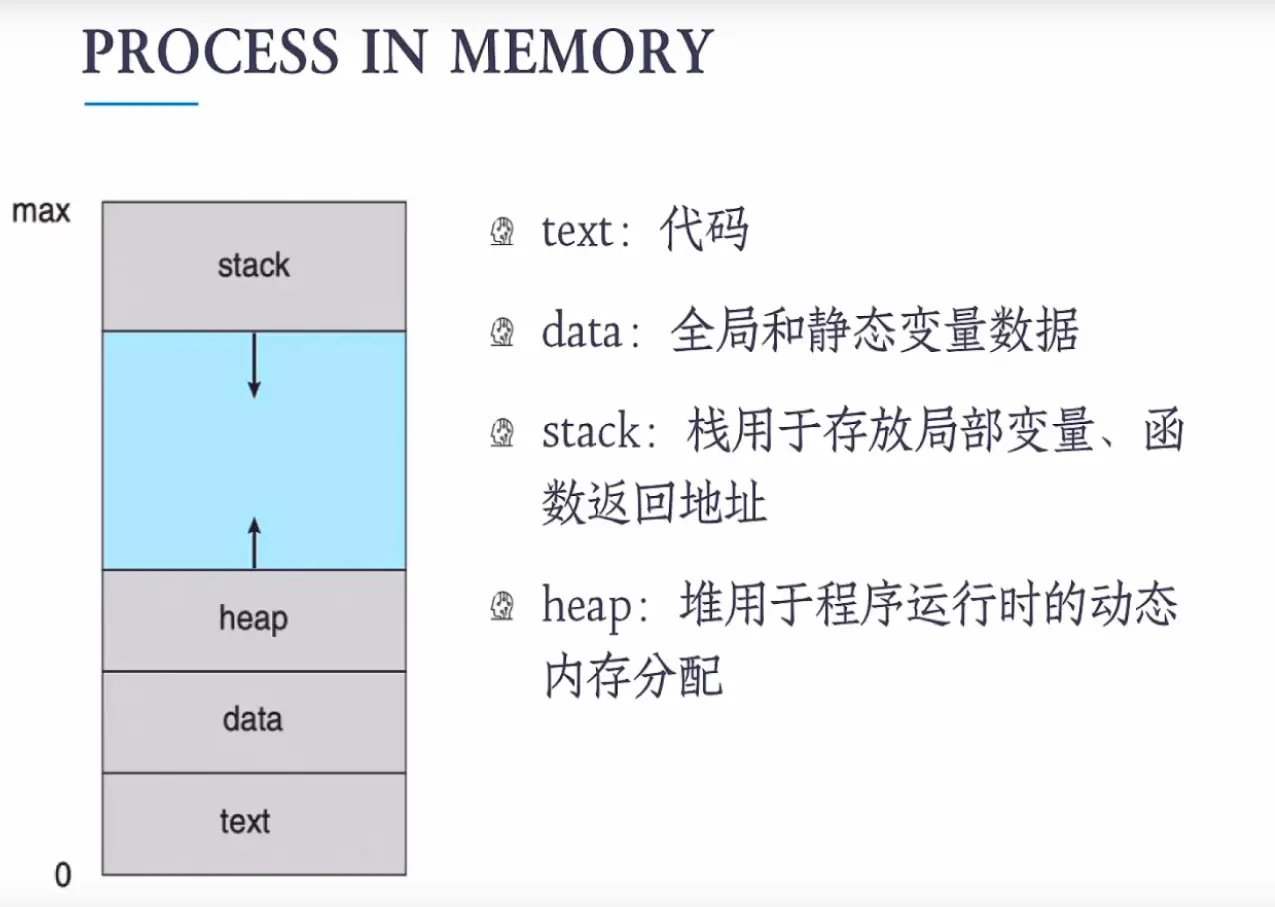 PROCESS IN MEMORY
max
stack
heap
data
text
0
text：代码
data：全局和静态变量数据
stack：栈用于存放局部变量、函
数返回地址
heap：堆用于程序运行时的动态
内存分配